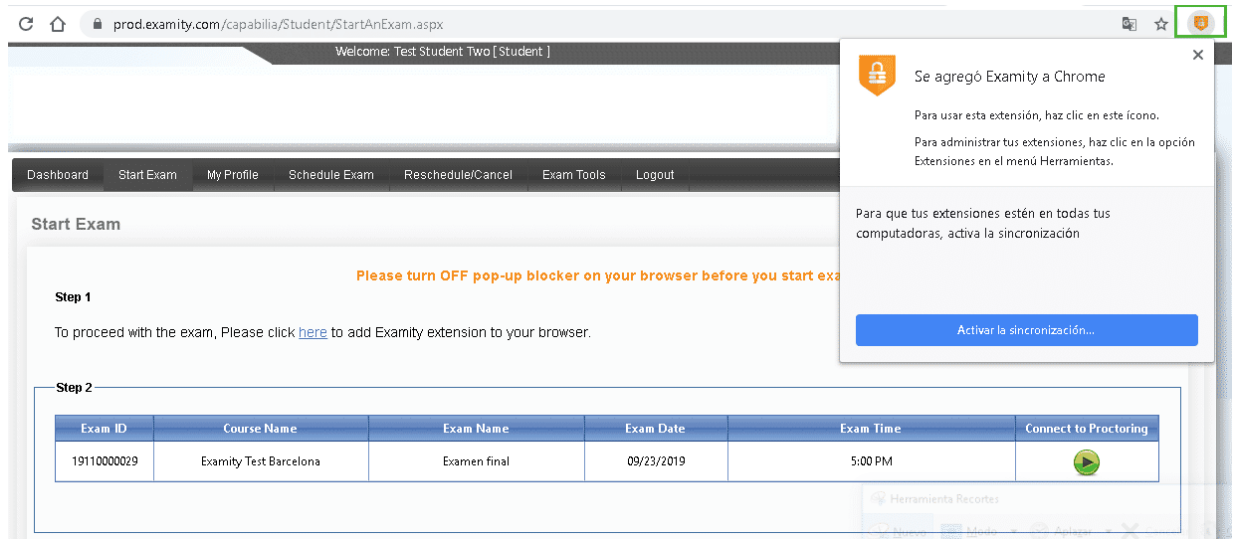 prod.examity.com/capabilia/Student/StartAnExam.aspx
Welcome: Test Student Two [ Student ]
Se agregó Examity a Chrome
Para usar esta extensión, haz clic en este ícono.
Para administrar tus extensiones, haz clic en la opción
Extensiones en el menú Herramientas.
Para que tus extensiones estén en todas tus
computadoras, activa la sincronización
Activar la sincronización...
Dashboard Start Exam My Profile Schedule Exam Reschedule/Cancel Exam Tools Logout
Start Exam
Please turn OFF pop-up blocker on your browser before you start exa
Step 1
To proceed with the exam, Please click here to add Examity extension to your browser.
Step 2
Exam ID Course Name Exam Name Exam Date Exam Time Connect to Proctoring
19110000029 Examity Test Barcelona Examen final 09/23/2019 5:00 PM
Herramienta Recortes
Nuevo Modo Aplazar